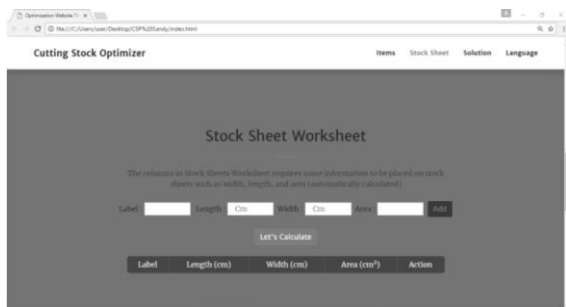 Optimization Website
file:///C:/Users/user/Desktop/CSP%20Sandy/index.html
Cutting Stock Optimizer Items Stock Sheet Solution Language
Stock Sheet Worksheet
The columns in Stock Sheets Worksheet requires some information to be placed on stock
sheets such as width, length, and area (automatically calculated)
Label Length Cm Width Cm Area Add
Let's Calculate
Label Length (cm) Width (cm) Area (cm²) Action